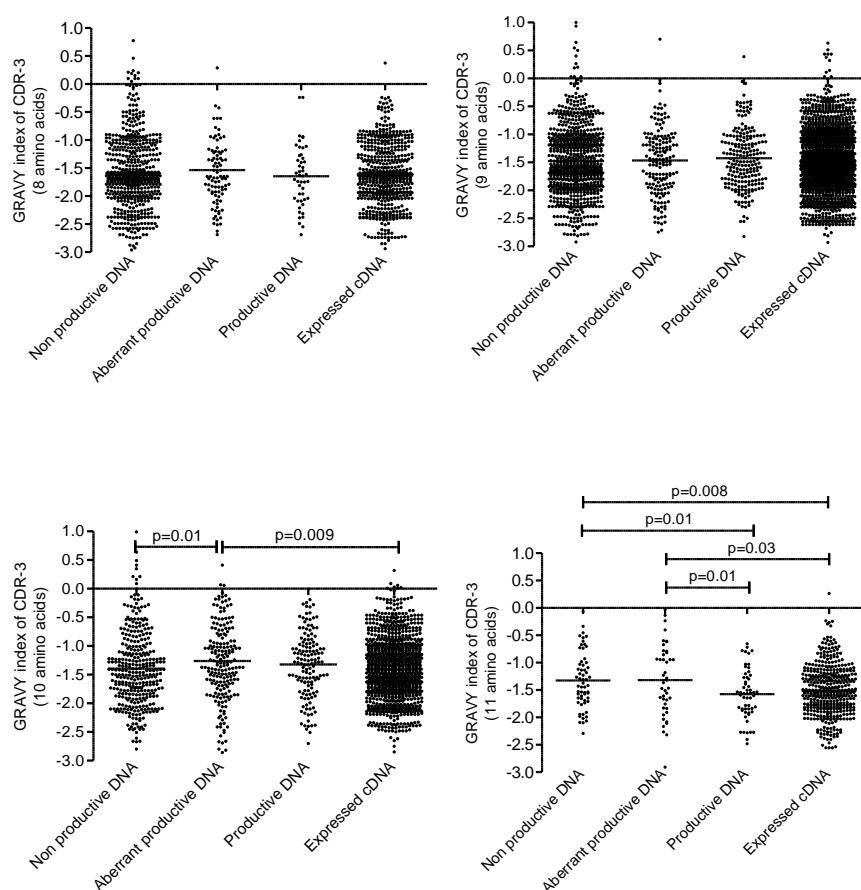 1.0
0.5
0.0
-0.5
-1.0
-1.5
-2.0
-2.5
-3.0
GRAVY index of CDR-3
(8 amino acids)
Non productive DNA
Aberrant productive DNA
Productive DNA
Expressed cDNA
1.0
0.5
0.0
-0.5
-1.0
-1.5
-2.0
-2.5
-3.0
GRAVY index of CDR-3
(9 amino acids)
Non productive DNA
Aberrant productive DNA
Productive DNA
Expressed cDNA
1.0
0.5
0.0
-0.5
-1.0
-1.5
-2.0
-2.5
-3.0
GRAVY index of CDR-3
(10 amino acids)
p=0.01
p=0.009
Non productive DNA
Aberrant productive DNA
Productive DNA
Expressed cDNA
p=0.008
p=0.01
p=0.03
p=0.01
1.0
0.5
0.0
-0.5
-1.0
-1.5
-2.0
-2.5
-3.0
GRAVY index of CDR-3
(11 amino acids)
Non productive DNA
Aberrant productive DNA
Productive DNA
Expressed cDNA